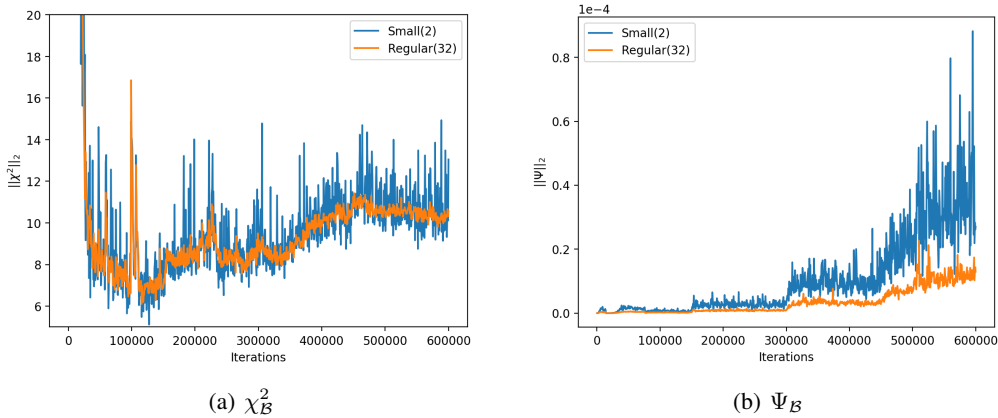 20
18
16
14
12
10
8
6
||χ²||₂
0
100000
200000
300000
400000
500000
600000
Iterations
Small(2)
Regular(32)
(a) χ²_ℬ
1e−4
0.8
0.6
0.4
0.2
0.0
||Ψ||₂
0
100000
200000
300000
400000
500000
600000
Iterations
Small(2)
Regular(32)
(b) Ψ_ℬ